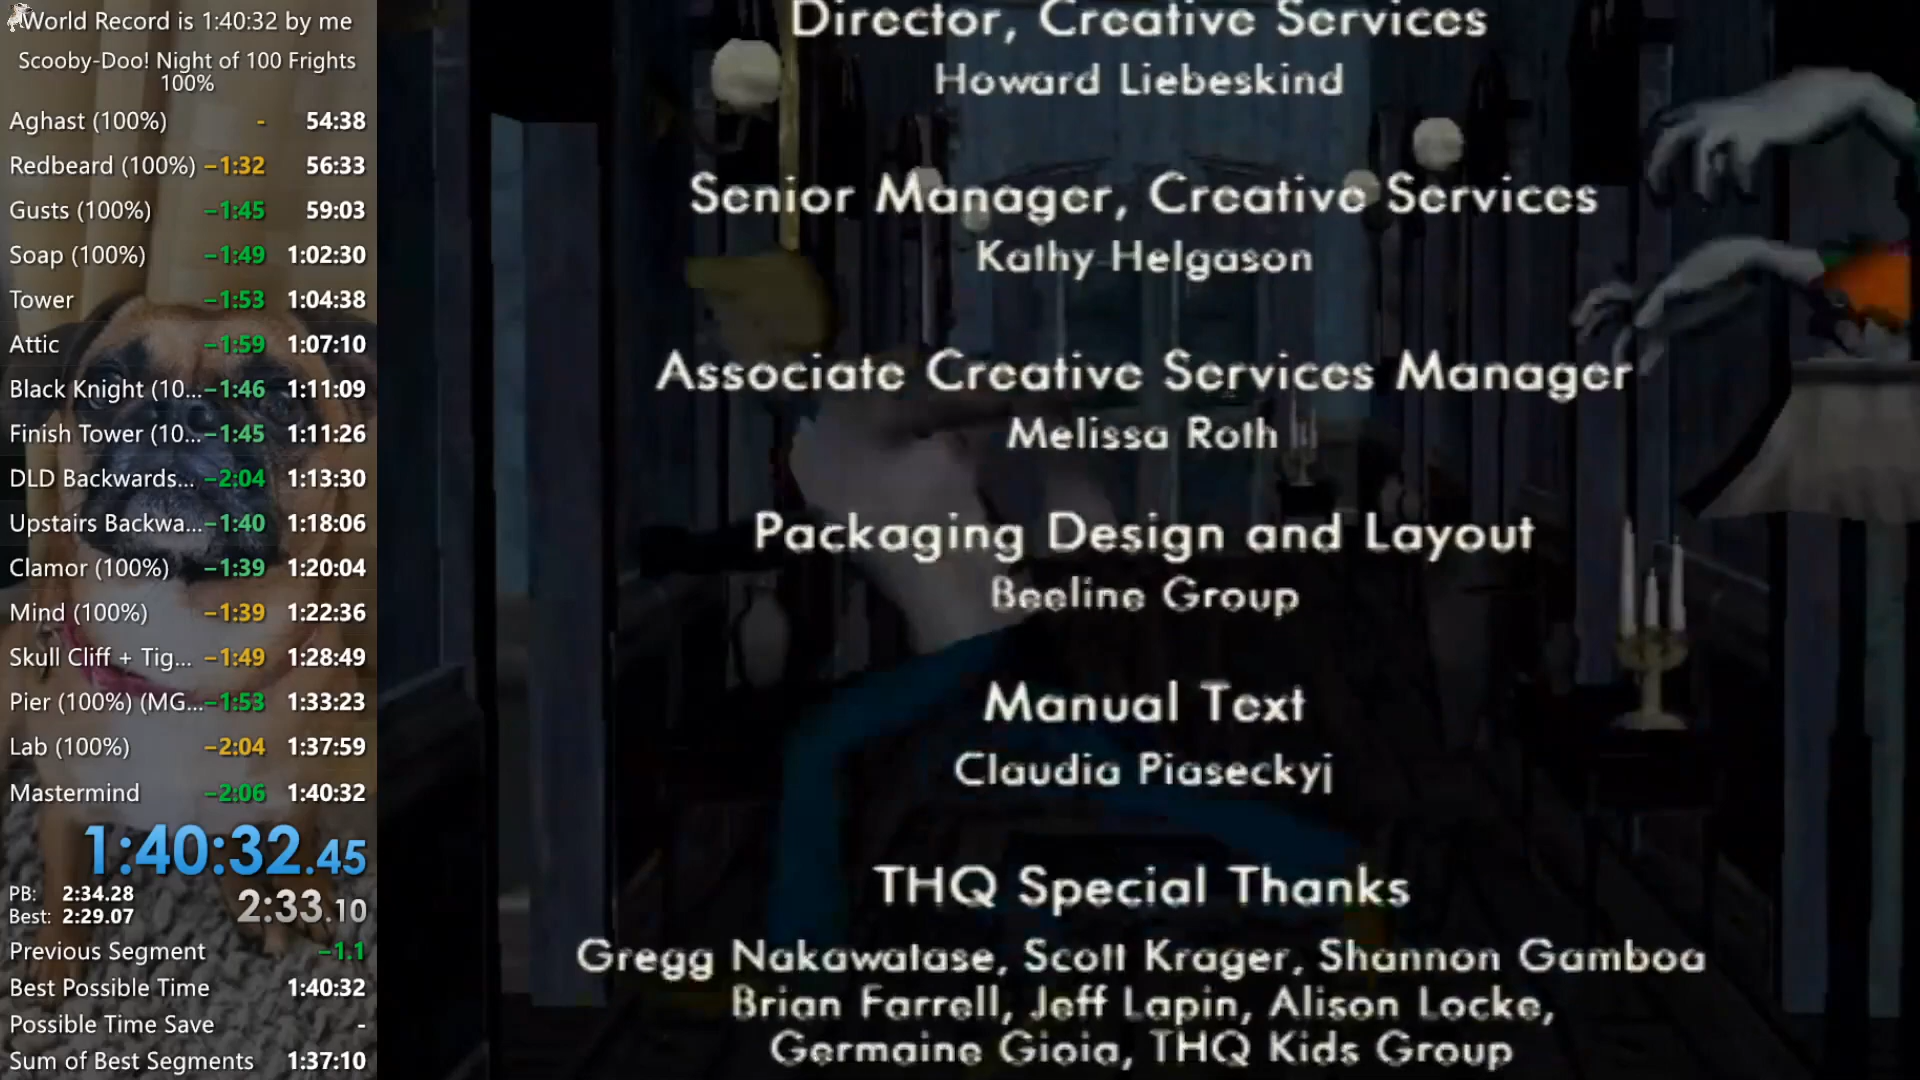 World Record is 1:40:32 by me
Scooby-Doo! Night of 100 Frights
100%
Aghast (100%) - 54:38
Redbeard (100%) −1:32 56:33
Gusts (100%) −1:45 59:03
Soap (100%) −1:49 1:02:30
Tower −1:53 1:04:38
Attic −1:59 1:07:10
Black Knight (10... −1:46 1:11:09
Finish Tower (10... −1:45 1:11:26
DLD Backwards... −2:04 1:13:30
Upstairs Backwa... −1:40 1:18:06
Clamor (100%) −1:39 1:20:04
Mind (100%) −1:39 1:22:36
Skull Cliff + Tig... −1:49 1:28:49
Pier (100%) (MG... −1:53 1:33:23
Lab (100%) −2:04 1:37:59
Mastermind −2:06 1:40:32
1:40:32.45
PB: 2:34.28
Best: 2:29.07
2:33.10
Previous Segment −1.1
Best Possible Time 1:40:32
Possible Time Save -
Sum of Best Segments 1:37:10
Director, Creative Services
Howard Liebeskind
Senior Manager, Creative Services
Kathy Helgason
Associate Creative Services Manager
Melissa Roth
Packaging Design and Layout
Beeline Group
Manual Text
Claudia Piaseckyj
THQ Special Thanks
Gregg Nakawatase, Scott Krager, Shannon Gamboa
Brian Farrell, Jeff Lapin, Alison Locke,
Germaine Gioia, THQ Kids Group